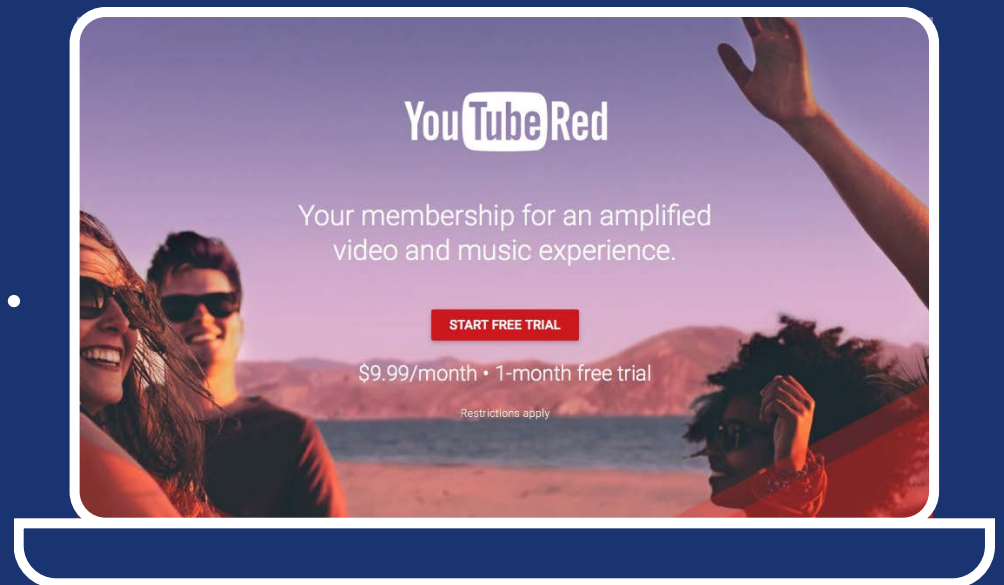 YouTube Red
Your membership for an amplified
video and music experience.
START FREE TRIAL
$9.99/month • 1-month free trial
Restrictions apply